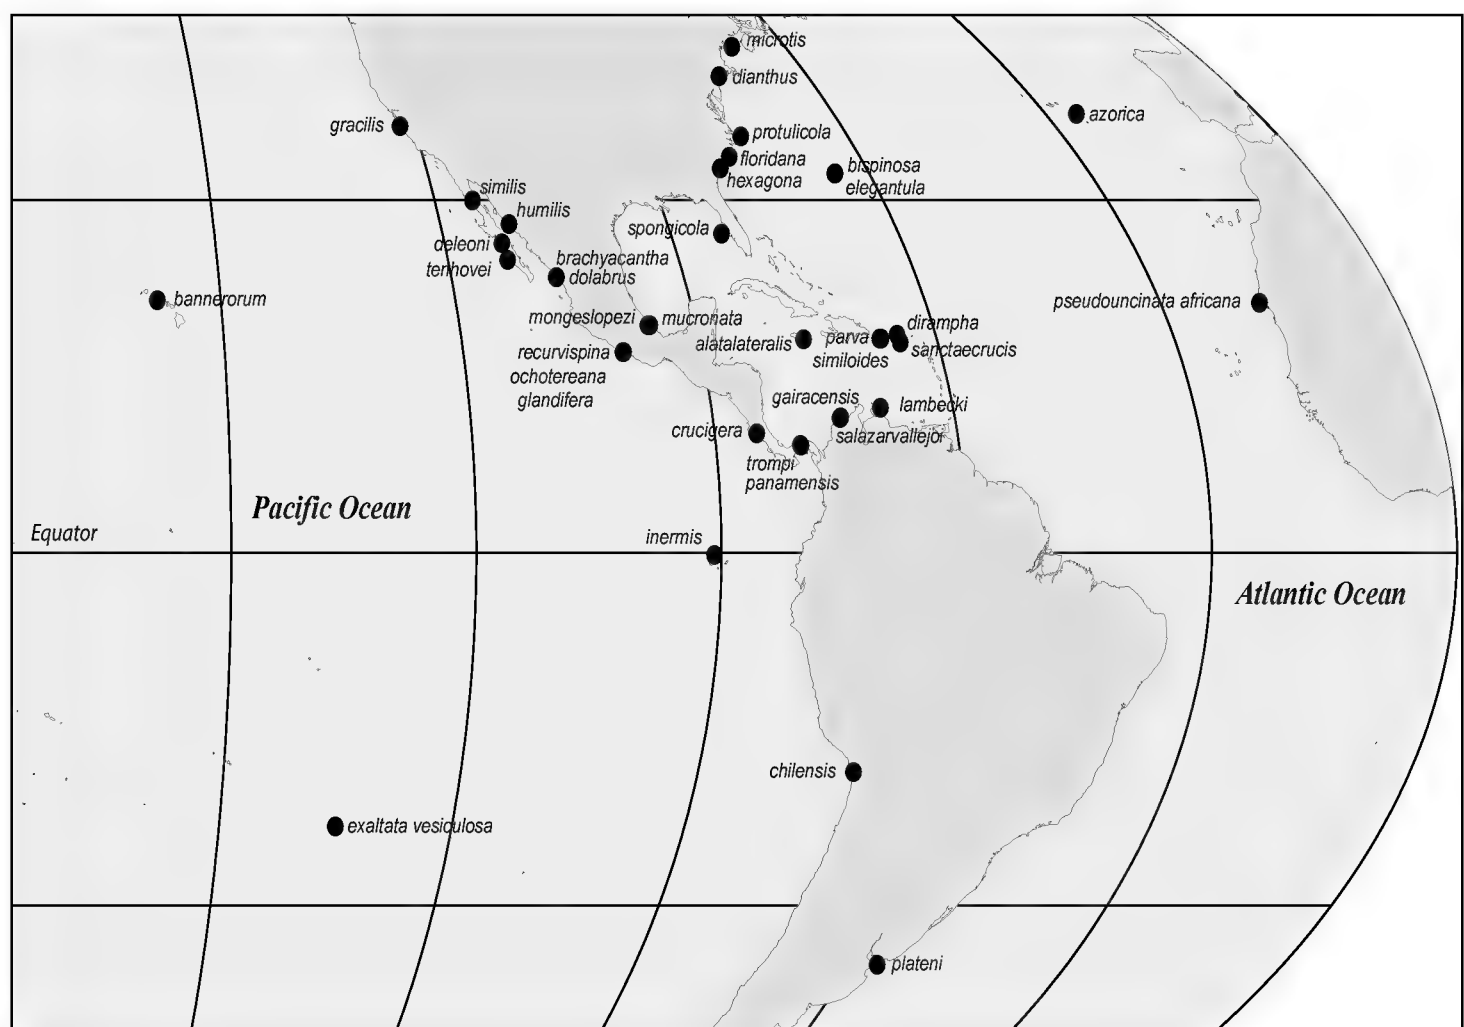 microtis
dianthus
azorica
gracilis
protulicola
floridana
bispinosa
hexagona
elegantula
similis
humilis
spongicola
deleoni
brachyacantha
tenhovei
dolabrus
bannerorum
pseudouncinata africana
mongeslopezi
mucronata
dirampha
alatalateralis
parva
sanctaecrucis
recurvispina
similoides
ochotereana
glandifera
gairacensis
lambecki
crucigera
salazarvallejoi
trompi
panamensis
Pacific Ocean
Equator
inermis
Atlantic Ocean
chilensis
exaltata vesiculosa
plateni